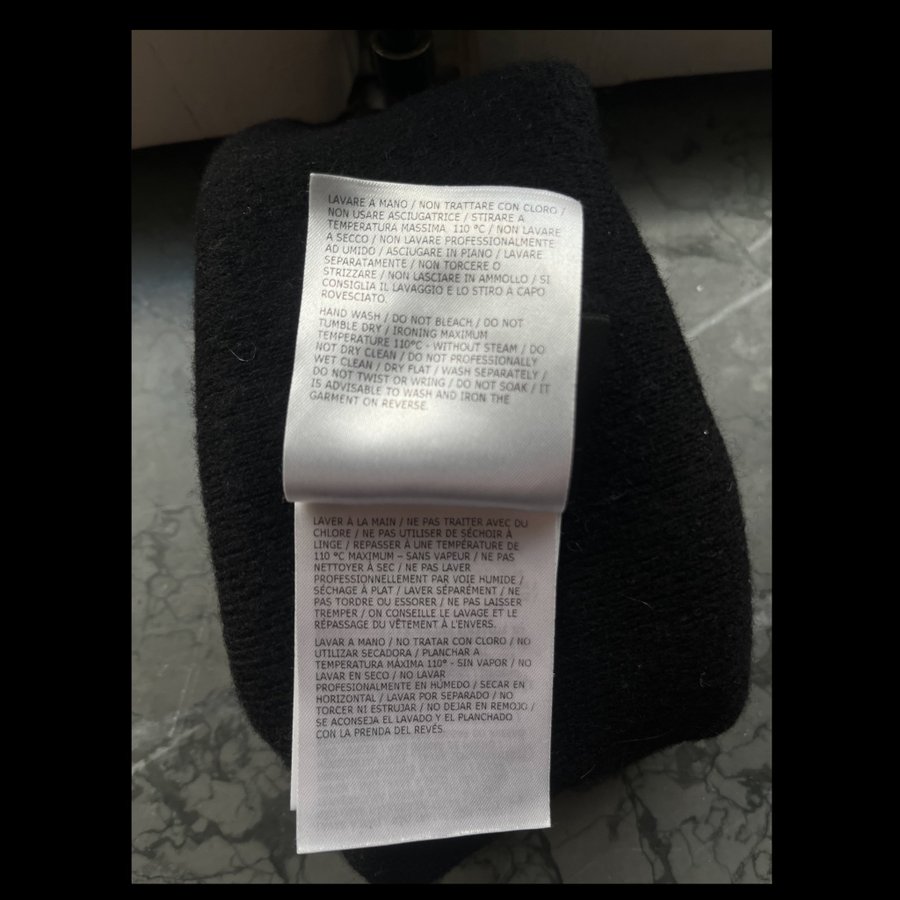 LAVARE A MANO / NON TRATTARE CON CLORO /
NON USARE ASCIUGATRICE / STIRARE A
TEMPERATURA MASSIMA  110 °C / NON LAVARE
A SECCO / NON LAVARE PROFESSIONALMENTE
AD UMIDO / ASCIUGARE IN PIANO / LAVARE
SEPARATAMENTE / NON TORCERE O
STRIZZARE / NON LASCIARE IN AMMOLLO / SI
CONSIGLIA IL LAVAGGIO E LO STIRO A CAPO
ROVESCIATO.
HAND WASH / DO NOT BLEACH / DO NOT
TUMBLE DRY / IRONING MAXIMUM
TEMPERATURE 110°C - WITHOUT STEAM / DO
NOT DRY CLEAN / DO NOT PROFESSIONALLY
WET CLEAN / DRY FLAT / WASH SEPARATELY /
DO NOT TWIST OR WRING / DO NOT SOAK / IT
IS ADVISABLE TO WASH AND IRON THE
GARMENT ON REVERSE.
LAVER À LA MAIN / NE PAS TRAITER AVEC DU
CHLORE / NE PAS UTILISER DE SÉCHOIR À
LINGE / REPASSER À UNE TEMPÉRATURE DE
110 °C MAXIMUM – SANS VAPEUR / NE PAS
NETTOYER À SEC / NE PAS LAVER
PROFESSIONNELLEMENT PAR VOIE HUMIDE /
SÉCHAGE À PLAT / LAVER SÉPARÉMENT / NE
PAS TORDRE OU ESSORER / NE PAS LAISSER
TREMPER / ON CONSEILLE LE LAVAGE ET LE
RÉPASSAGE DU VÊTEMENT À L'ENVERS.
LAVAR A MANO / NO TRATAR CON CLORO / NO
UTILIZAR SECADORA / PLANCHAR A
TEMPERATURA MÁXIMA 110° - SIN VAPOR / NO
LAVAR EN SECO / NO LAVAR
PROFESIONALMENTE EN HÚMEDO / SECAR EN
HORIZONTAL / LAVAR POR SEPARADO / NO
TORCER NI ESTRUJAR / NO DEJAR EN REMOJO /
SE ACONSEJA EL LAVADO Y EL PLANCHADO
CON LA PRENDA DEL REVÉS.